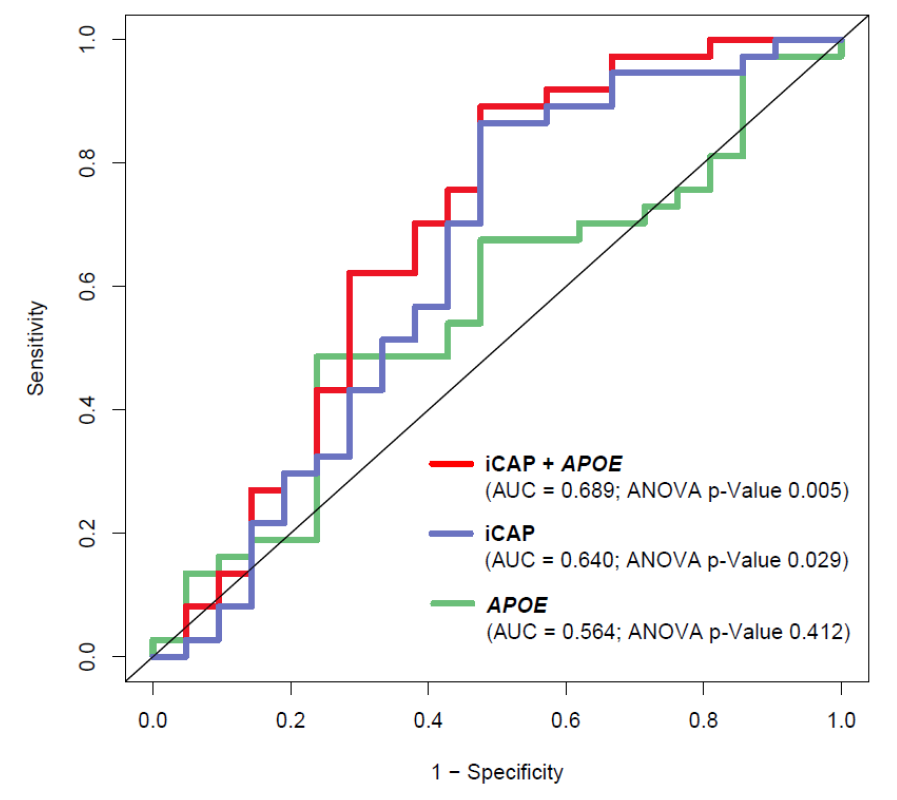 1.0
0.8
0.6
0.4
0.2
0.0
Sensitivity
iCAP + APOE
(AUC = 0.689; ANOVA p-Value 0.005)
iCAP
(AUC = 0.640; ANOVA p-Value 0.029)
APOE
(AUC = 0.564; ANOVA p-Value 0.412)
0.0 0.2 0.4 0.6 0.8 1.0
1 − Specificity